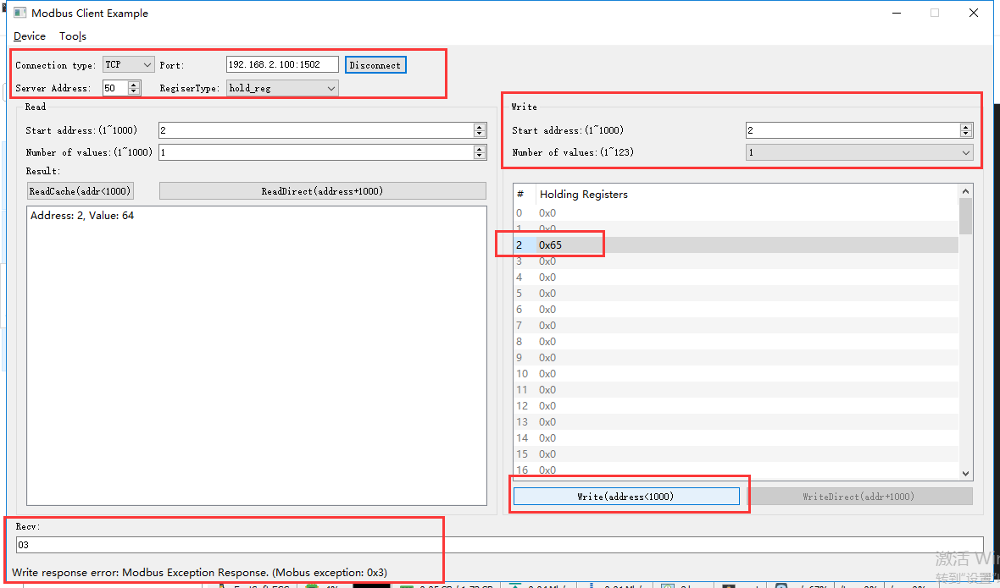 Modbus Client Example
Device Tools
Connection type: TCP Port: 192.168.2.100:1502 Disconnect
Server Address: 50 RegiserType: hold_reg
Read
Start address:(1~1000) 2
Number of values:(1~1000) 1
Result:
ReadCache(addr<1000) ReadDirect(address+1000)
Address: 2, Value: 64
Write
Start address:(1~1000) 2
Number of values:(1~123) 1
# Holding Registers
0 0x0
1 0x0
2 0x65
3 0x0
4 0x0
5 0x0
6 0x0
7 0x0
8 0x0
9 0x0
10 0x0
11 0x0
12 0x0
13 0x0
14 0x0
15 0x0
16 0x0
Write(address<1000) WriteDirect(addr+1000)
Recv:
03
Write response error: Modbus Exception Response. (Mobus exception: 0x3)
激活
转到"设置"